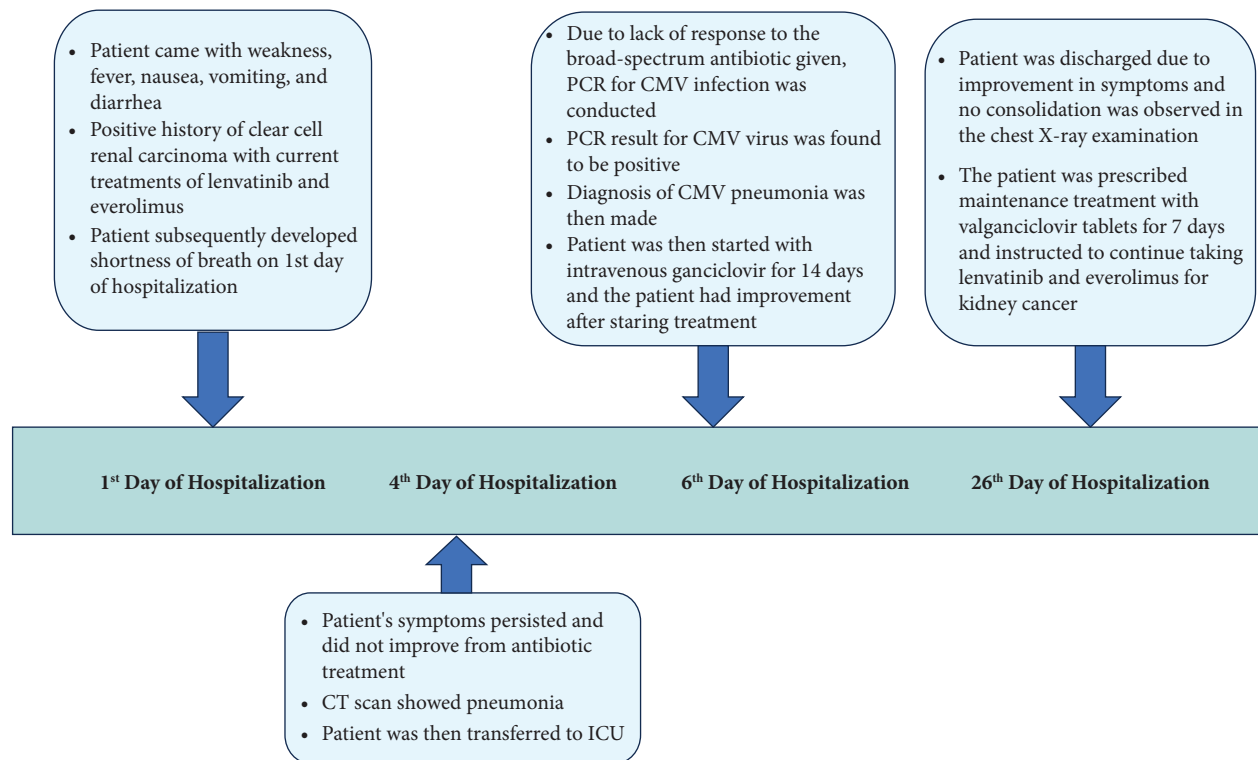 • Patient came with weakness,
fever, nausea, vomiting, and
diarrhea
• Positive history of clear cell
renal carcinoma with current
treatments of lenvatinib and
everolimus
• Patient subsequently developed
shortness of breath on 1st day
of hospitalization
• Due to lack of response to the
broad-spectrum antibiotic given,
PCR for CMV infection was
conducted
• PCR result for CMV virus was found
to be positive
• Diagnosis of CMV pneumonia was
then made
• Patient was then started with
intravenous ganciclovir for 14 days
and the patient had improvement
after staring treatment
• Patient was discharged due to
improvement in symptoms and
no consolidation was observed in
the chest X-ray examination
• The patient was prescribed
maintenance treatment with
valganciclovir tablets for 7 days
and instructed to continue taking
lenvatinib and everolimus for
kidney cancer
1st Day of Hospitalization
4th Day of Hospitalization
6th Day of Hospitalization
26th Day of Hospitalization
• Patient's symptoms persisted and
did not improve from antibiotic
treatment
• CT scan showed pneumonia
• Patient was then transferred to ICU